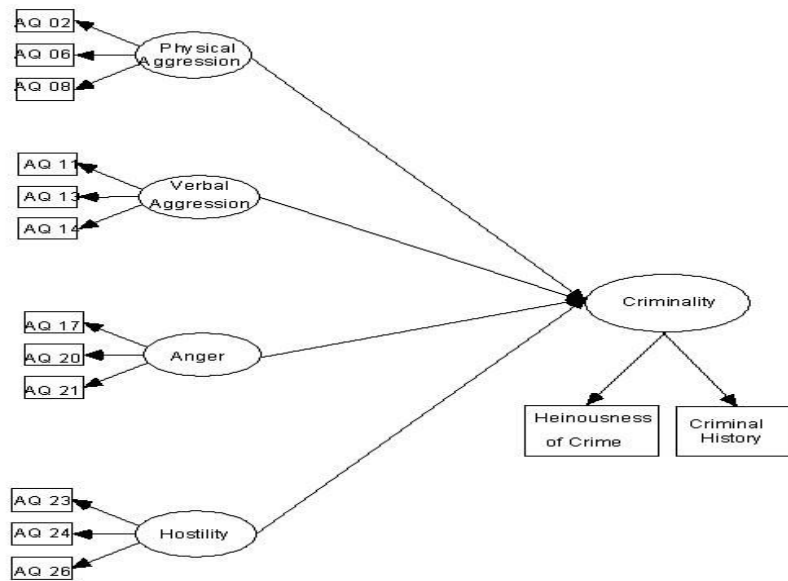 AQ 02
AQ 06
AQ 08
Physical
Aggression
AQ 11
AQ 13
AQ 14
Verbal
Aggression
AQ 17
AQ 20
AQ 21
Anger
AQ 23
AQ 24
AQ 26
Hostility
Criminality
Heinousness
of Crime
Criminal
History